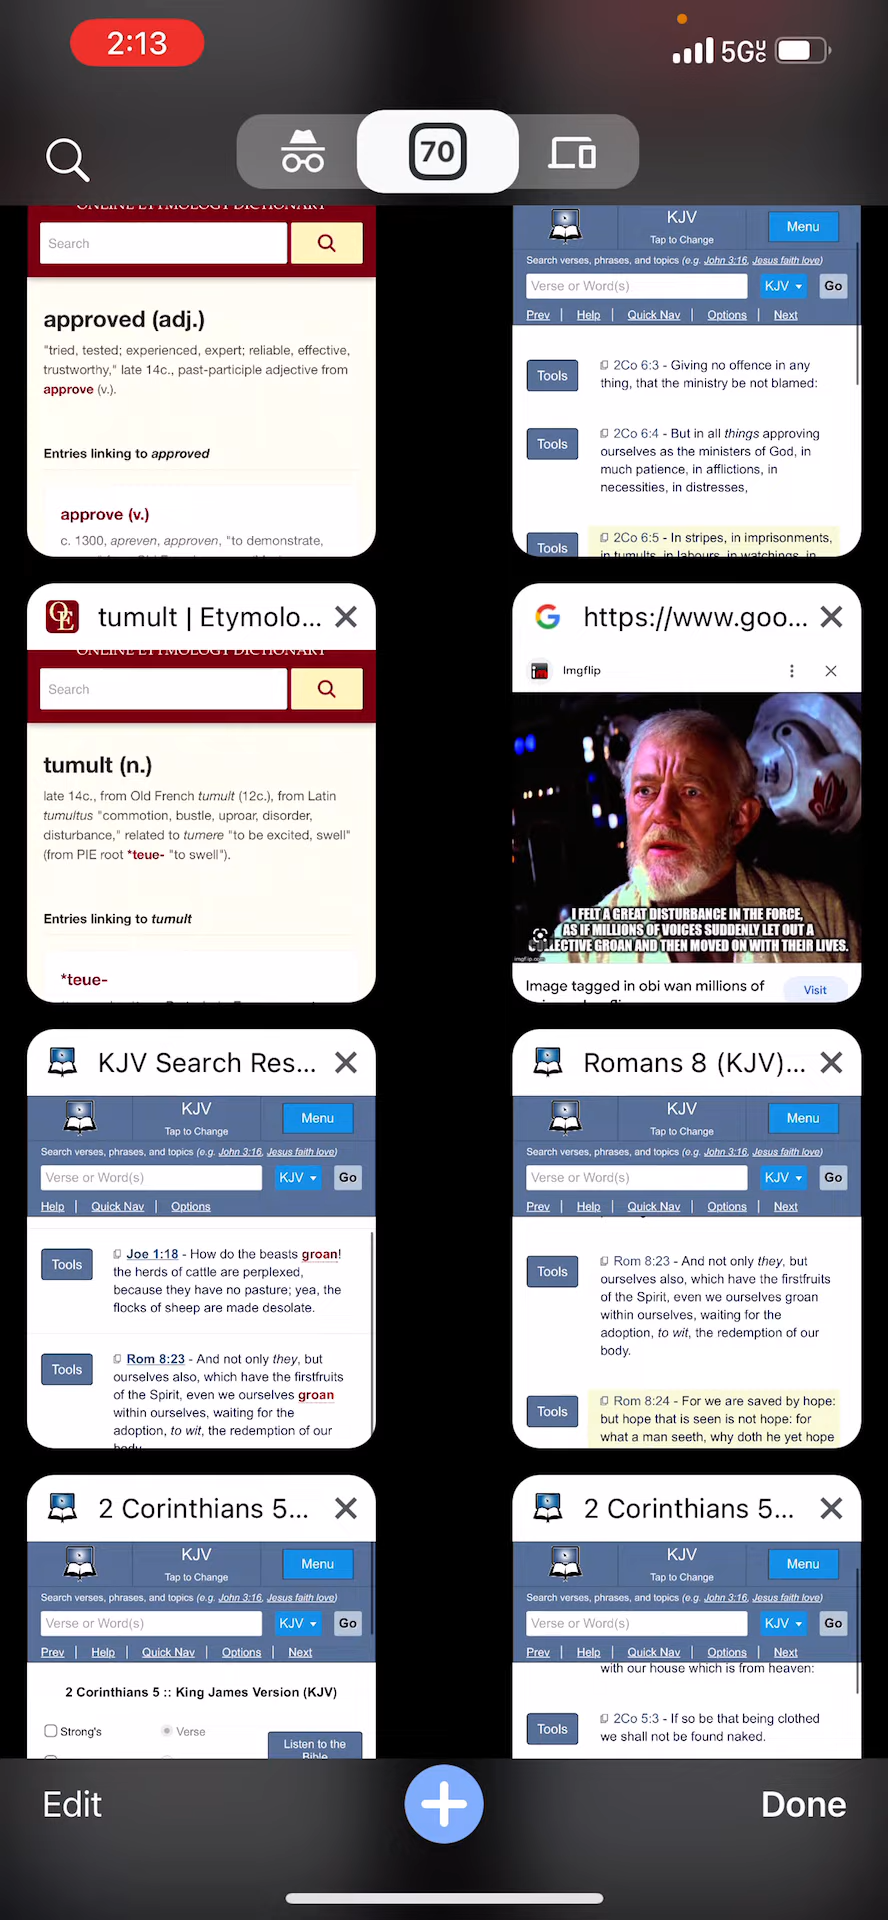 2:13
5G
70
ONLINE ETYMOLOGY DICTIONARY
Search
approved (adj.)
"tried, tested; experienced, expert; reliable, effective,
trustworthy," late 14c., past-participle adjective from
approve (v.).
Entries linking to approved
approve (v.)
c. 1300, apreven, approven, "to demonstrate,
KJV
Tap to Change
Menu
Search verses, phrases, and topics (e.g. John 3:16, Jesus faith love)
Verse or Word(s)
KJV
Go
Prev | Help | Quick Nav | Options | Next
Tools
2Co 6:3 - Giving no offence in any
thing, that the ministry be not blamed:
Tools
2Co 6:4 - But in all things approving
ourselves as the ministers of God, in
much patience, in afflictions, in
necessities, in distresses,
Tools
2Co 6:5 - In stripes, in imprisonments,
in tumults, in labours, in watchings, in
OE tumult | Etymolo...
ONLINE ETYMOLOGY DICTIONARY
Search
tumult (n.)
late 14c., from Old French tumult (12c.), from Latin
tumultus "commotion, bustle, uproar, disorder,
disturbance," related to tumere "to be excited, swell"
(from PIE root *teue- "to swell").
Entries linking to tumult
*teue-
https://www.goo...
Imgflip
I FELT A GREAT DISTURBANCE IN THE FORCE,
AS IF MILLIONS OF VOICES SUDDENLY LET OUT A
COLLECTIVE GROAN AND THEN MOVED ON WITH THEIR LIVES.
Image tagged in obi wan millions of
Visit
KJV Search Res...
KJV
Tap to Change
Menu
Search verses, phrases, and topics (e.g. John 3:16, Jesus faith love)
Verse or Word(s)
KJV
Go
Help | Quick Nav | Options
Tools
Joe 1:18 - How do the beasts groan!
the herds of cattle are perplexed,
because they have no pasture; yea, the
flocks of sheep are made desolate.
Tools
Rom 8:23 - And not only they, but
ourselves also, which have the firstfruits
of the Spirit, even we ourselves groan
within ourselves, waiting for the
adoption, to wit, the redemption of our
body.
Romans 8 (KJV)...
KJV
Tap to Change
Menu
Search verses, phrases, and topics (e.g. John 3:16, Jesus faith love)
Verse or Word(s)
KJV
Go
Prev | Help | Quick Nav | Options | Next
Tools
Rom 8:23 - And not only they, but
ourselves also, which have the firstfruits
of the Spirit, even we ourselves groan
within ourselves, waiting for the
adoption, to wit, the redemption of our
body.
Tools
Rom 8:24 - For we are saved by hope:
but hope that is seen is not hope: for
what a man seeth, why doth he yet hope
2 Corinthians 5...
KJV
Tap to Change
Menu
Search verses, phrases, and topics (e.g. John 3:16, Jesus faith love)
Verse or Word(s)
KJV
Go
Prev | Help | Quick Nav | Options | Next
2 Corinthians 5 :: King James Version (KJV)
Strong's
Verse
Listen to the
Bible
2 Corinthians 5...
KJV
Tap to Change
Menu
Search verses, phrases, and topics (e.g. John 3:16, Jesus faith love)
Verse or Word(s)
KJV
Go
Prev | Help | Quick Nav | Options | Next
with our house which is from heaven:
Tools
2Co 5:3 - If so be that being clothed
we shall not be found naked.
Edit
Done